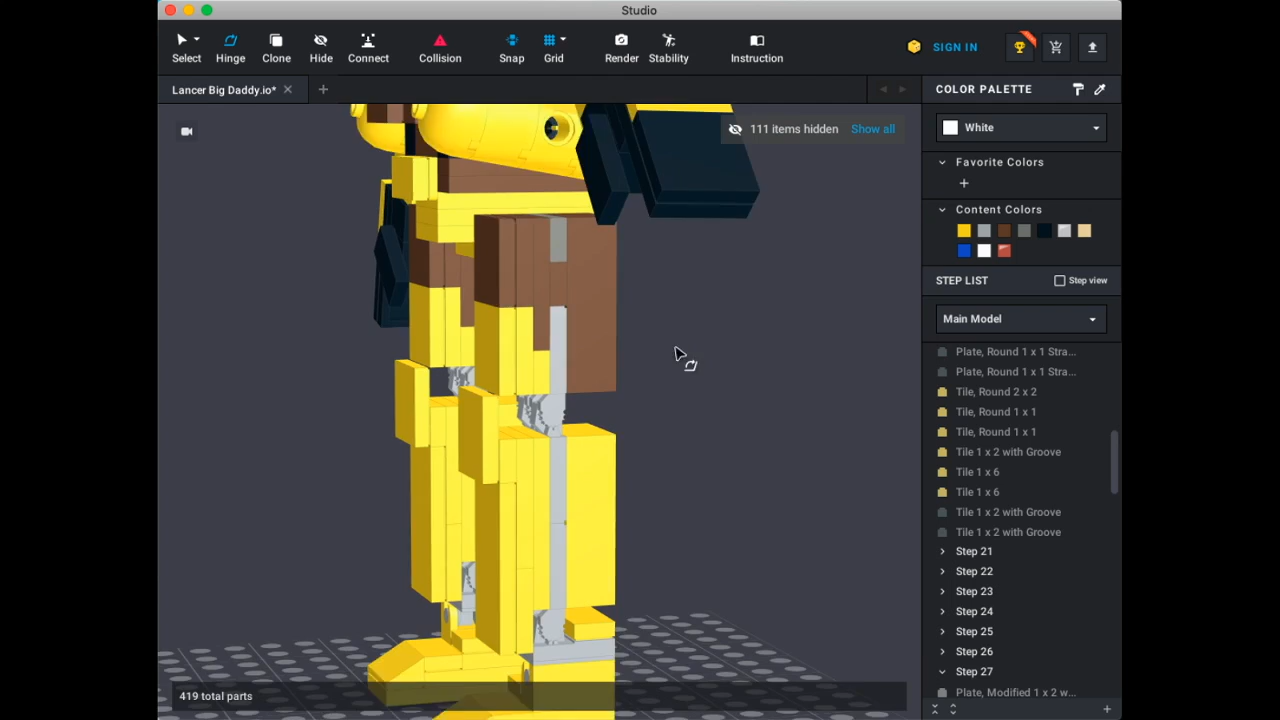 Studio
Select Hinge Clone Hide Connect Collision Snap Grid Render Stability Instruction SIGN IN
Lancer Big Daddy.io*
COLOR PALETTE
111 items hidden Show all
White
Favorite Colors
Content Colors
STEP LIST
Step view
Main Model
Plate, Round 1 x 1 Stra...
Plate, Round 1 x 1 Stra...
Tile, Round 2 x 2
Tile, Round 1 x 1
Tile, Round 1 x 1
Tile 1 x 2 with Groove
Tile 1 x 6
Tile 1 x 6
Tile 1 x 2 with Groove
Tile 1 x 2 with Groove
Step 21
Step 22
Step 23
Step 24
Step 25
Step 26
Step 27
Plate, Modified 1 x 2 w...
419 total parts